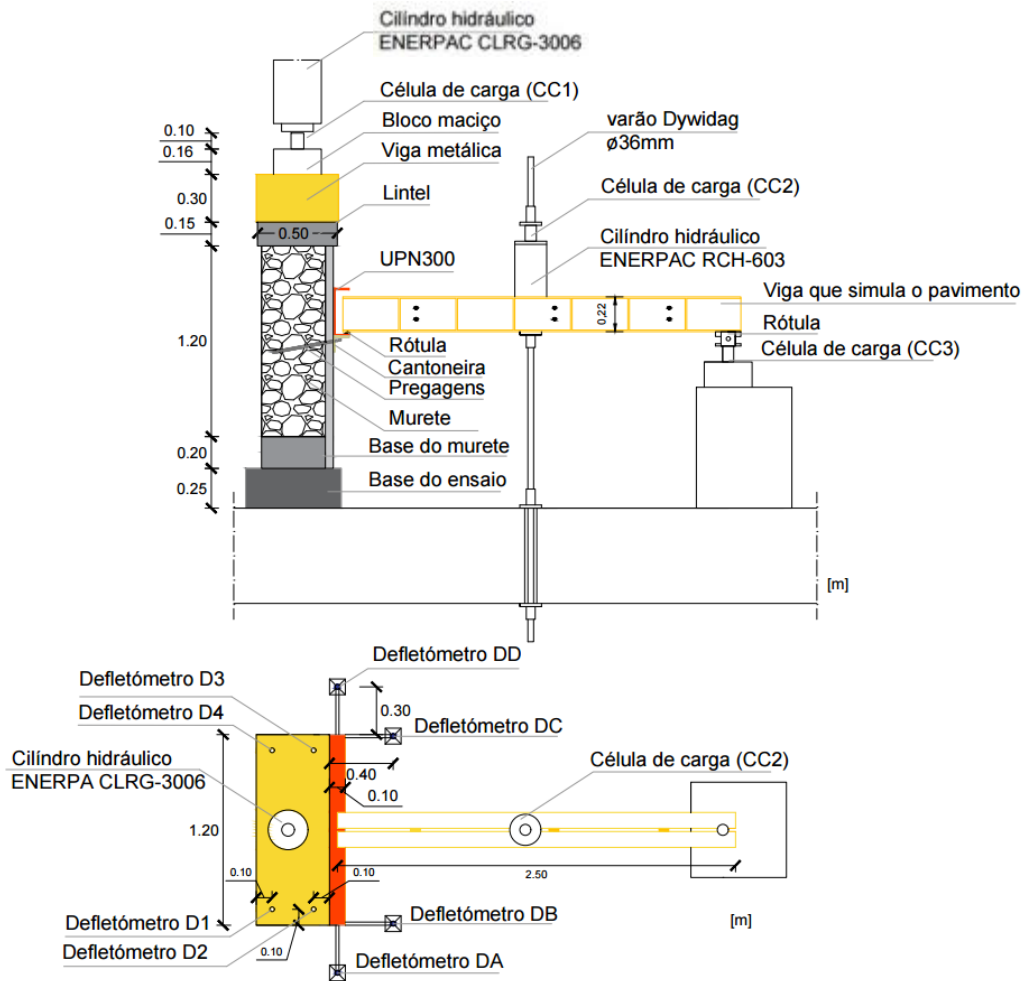 Cilíndro hidráulico
ENERPAC CLRG-3006
Célula de carga (CC1)
Bloco maciço
Viga metálica
Lintel
0.10
0.16
0.30
0.15
0.50
1.20
0.20
0.25
UPN300
varão Dywidag
ø36mm
Célula de carga (CC2)
Cilíndro hidráulico
ENERPAC RCH-603
Viga que simula o pavimento
0,22
Rótula
Célula de carga (CC3)
Rótula
Cantoneira
Pregagens
Murete
Base do murete
Base do ensaio
[m]
Defletómetro DD
Defletómetro D3
0.30
Defletómetro D4
Defletómetro DC
Cilíndro hidráulico
ENERPA CLRG-3006
0.40
0.10
Célula de carga (CC2)
1.20
2.50
0.10
0.10
Defletómetro D1
Defletómetro DB
[m]
Defletómetro D2
0.10
Defletómetro DA